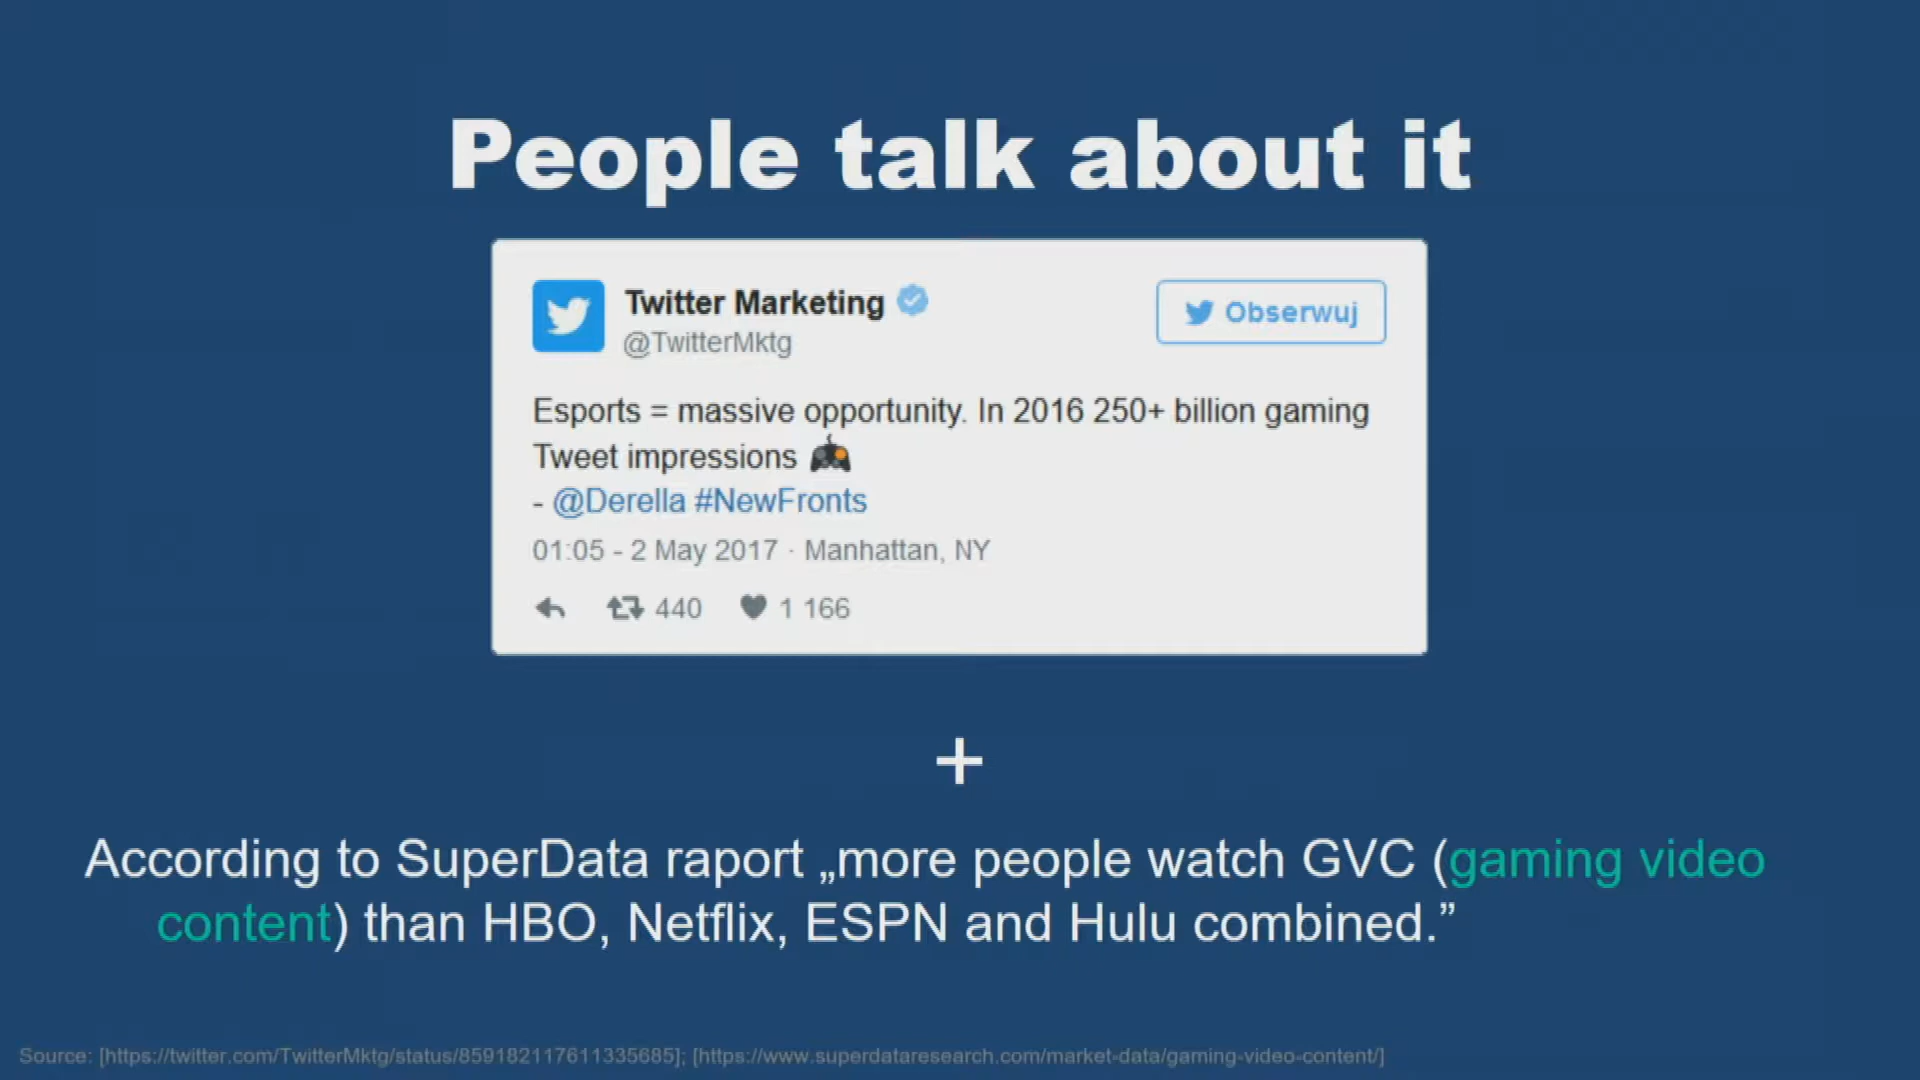 People talk about it
Twitter Marketing
@TwitterMktg
Obserwuj
Esports = massive opportunity. In 2016 250+ billion gaming
Tweet impressions
- @Derella #NewFronts
01:05 - 2 May 2017 · Manhattan, NY
440 1 166
+
According to SuperData raport „more people watch GVC (gaming video
content) than HBO, Netflix, ESPN and Hulu combined.”
Source: [https://twitter.com/TwitterMktg/status/859182117611335685]; [https://www.superdataresearch.com/market-data/gaming-video-content/]